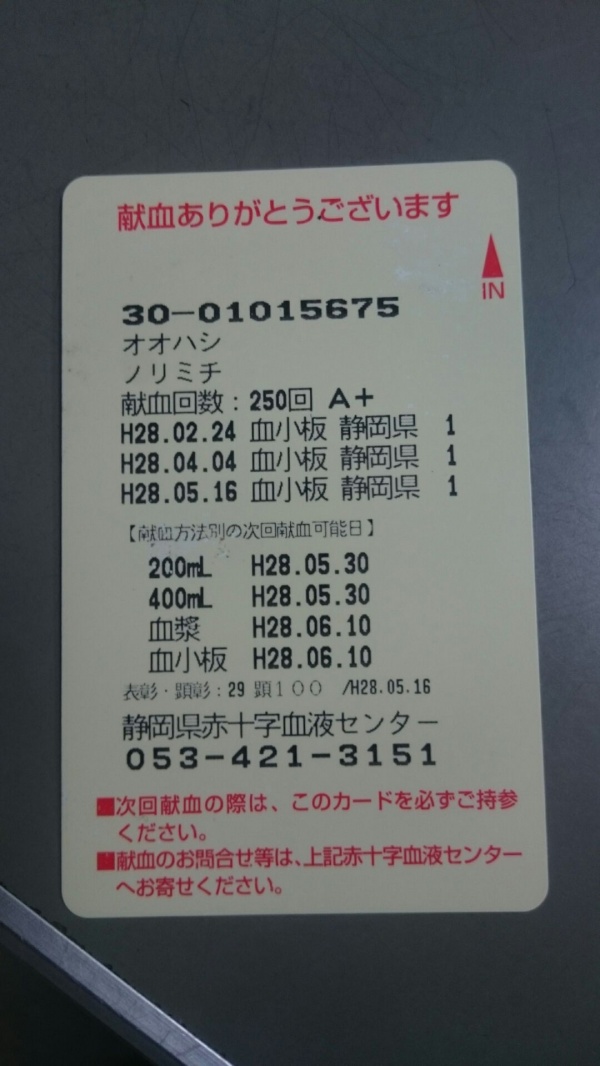 献血ありがとうございます
IN
30-01015675
オオハシ
ノリミチ
献血回数：250回 A+
H28.02.24 血小板 静岡県 1
H28.04.04 血小板 静岡県 1
H28.05.16 血小板 静岡県 1
【献血方法別の次回献血可能日】
200mL H28.05.30
400mL H28.05.30
血漿 H28.06.10
血小板 H28.06.10
表彰・顕彰：29 顕100 /H28.05.16
静岡県赤十字血液センター
053-421-3151
■次回献血の際は、このカードを必ずご持参
ください。
■献血のお問合せ等は、上記赤十字血液センター
へお寄せください。